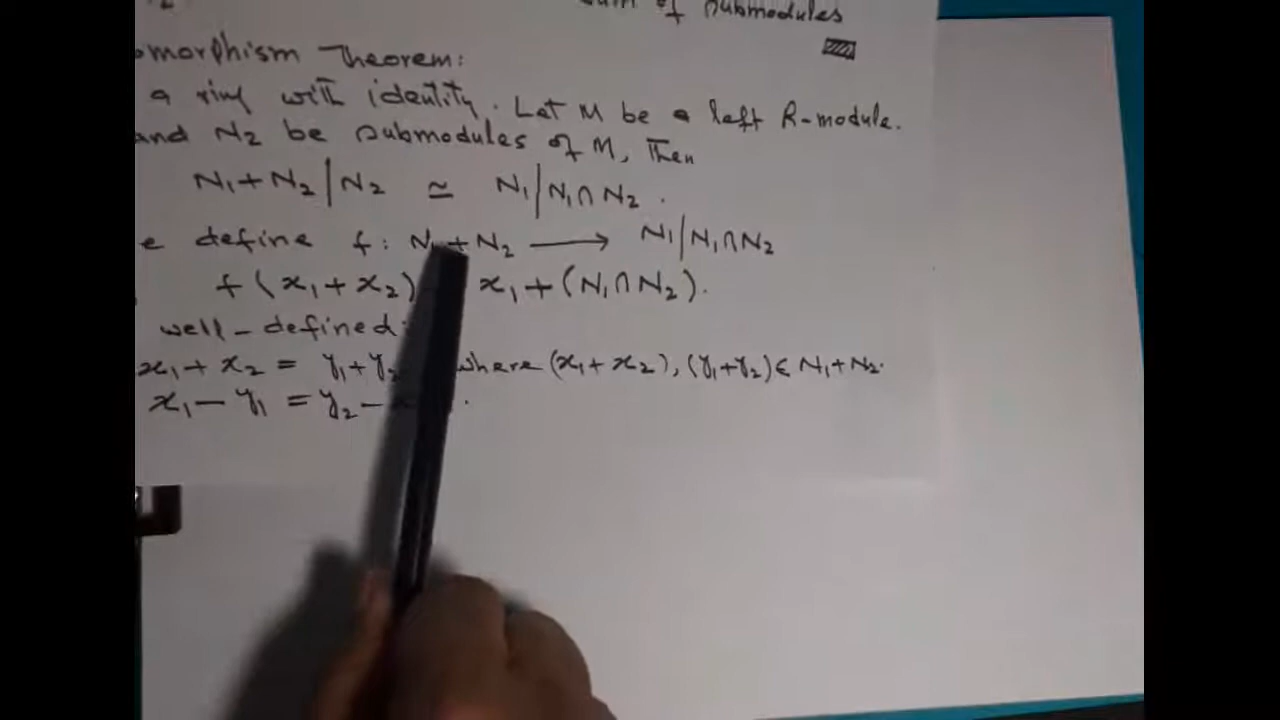 of submodules
morphism Theorem:
a ring with identity. Let M be a left R-module.
and N₂ be submodules of M, Then
N₁+N₂|N₂ ≃ N₁|N₁∩N₂.
e define f: N₁+N₂ ⟶ N₁|N₁∩N₂
f(x₁+x₂) x₁+(N₁∩N₂).
well-defined:
x₁+x₂ = y₁+y₂ where (x₁+x₂), (y₁+y₂) ∈ N₁+N₂.
x₁-y₁ = y₂-